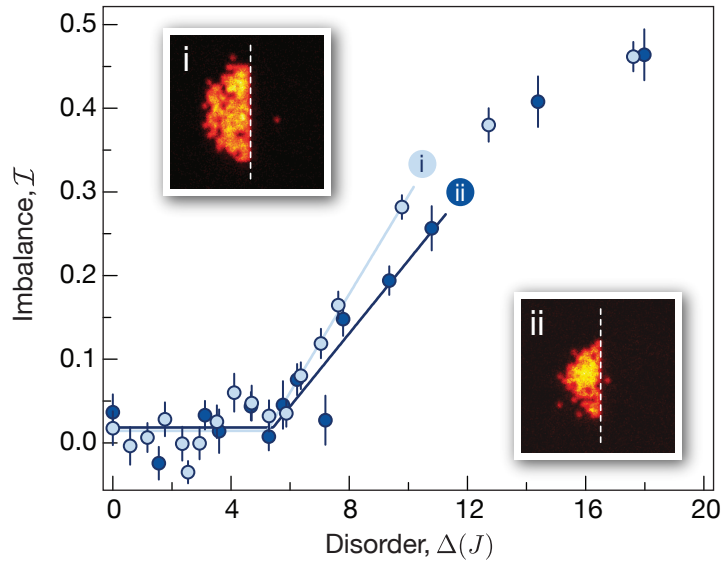 0.5
0.4
0.3
0.2
0.1
0.0
Imbalance, ℐ
i
i
ii
ii
0 4 8 12 16 20
Disorder, Δ(J)